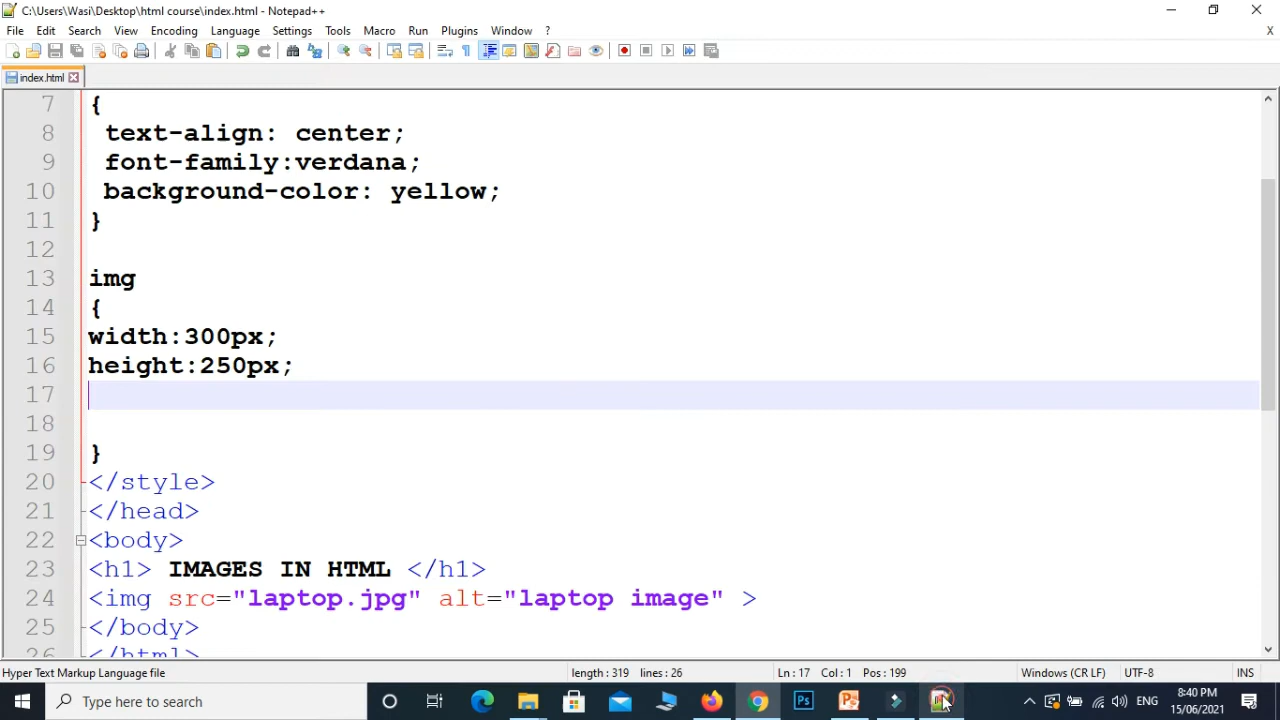 C:\Users\Wasi\Desktop\html course\index.html - Notepad++
File Edit Search View Encoding Language Settings Tools Macro Run Plugins Window ? X
index.html
7 {
8 text-align: center;
9 font-family:verdana;
10 background-color: yellow;
11 }
12
13 img
14 {
15 width:300px;
16 height:250px;
17
18
19 }
20 </style>
21 </head>
22 <body>
23 <h1> IMAGES IN HTML </h1>
24 <img src="laptop.jpg" alt="laptop image" >
25 </body>
26 </html>
Hyper Text Markup Language file length : 319 lines : 26 Ln : 17 Col : 1 Pos : 199 Windows (CR LF) UTF-8 INS
Type here to search ENG 8:40 PM
15/06/2021